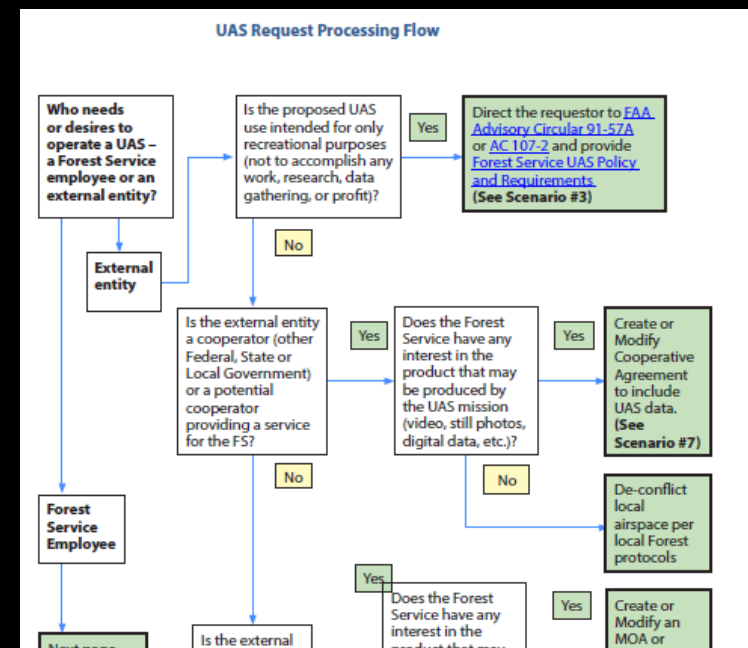 UAS Request Processing Flow
Who needs
or desires to
operate a UAS –
a Forest Service
employee or an
external entity?
Is the proposed UAS
use intended for only
recreational purposes
(not to accomplish any
work, research, data
gathering, or profit)?
Yes
Direct the requestor to FAA
Advisory Circular 91-57A
or AC 107-2 and provide
Forest Service UAS Policy
and Requirements
(See Scenario #3)
No
External
entity
Is the external entity
a cooperator (other
Federal, State or
Local Government)
or a potential
cooperator
providing a service
for the FS?
Yes
Does the Forest
Service have any
interest in the
product that may
be produced by
the UAS mission
(video, still photos,
digital data, etc.)?
Yes
Create or
Modify
Cooperative
Agreement
to include
UAS data.
(See
Scenario #7)
No
No
De-conflict
local
airspace per
local Forest
protocols
Forest
Service
Employee
Yes
Does the Forest
Service have any
interest in the
product that may
Yes
Create or
Modify an
MOA or
Is the external
Next page